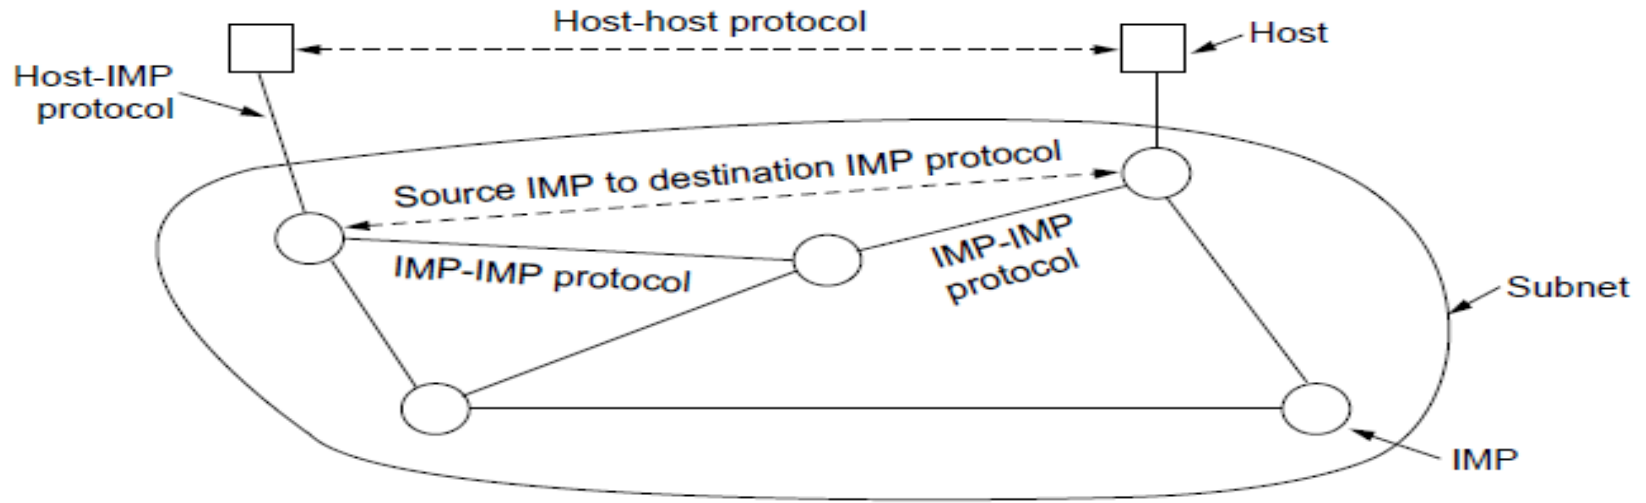 Host-host protocol
Host
Host-IMP
protocol
Source IMP to destination IMP protocol
IMP-IMP protocol
IMP-IMP
protocol
Subnet
IMP